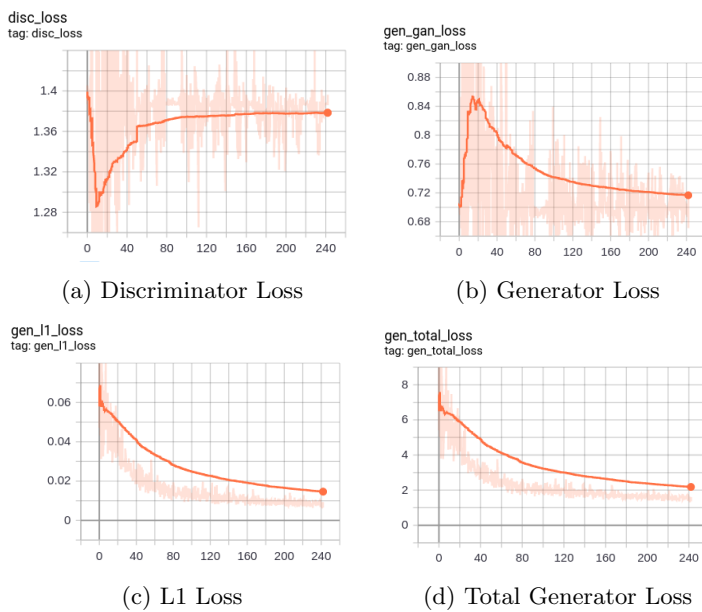 disc_loss
tag: disc_loss
1.4
1.36
1.32
1.28
0 40 80 120 160 200 240
(a) Discriminator Loss
gen_gan_loss
tag: gen_gan_loss
0.88
0.84
0.8
0.76
0.72
0.68
0 40 80 120 160 200 240
(b) Generator Loss
gen_l1_loss
tag: gen_l1_loss
0.06
0.04
0.02
0
0 40 80 120 160 200 240
(c) L1 Loss
gen_total_loss
tag: gen_total_loss
8
6
4
2
0
0 40 80 120 160 200 240
(d) Total Generator Loss